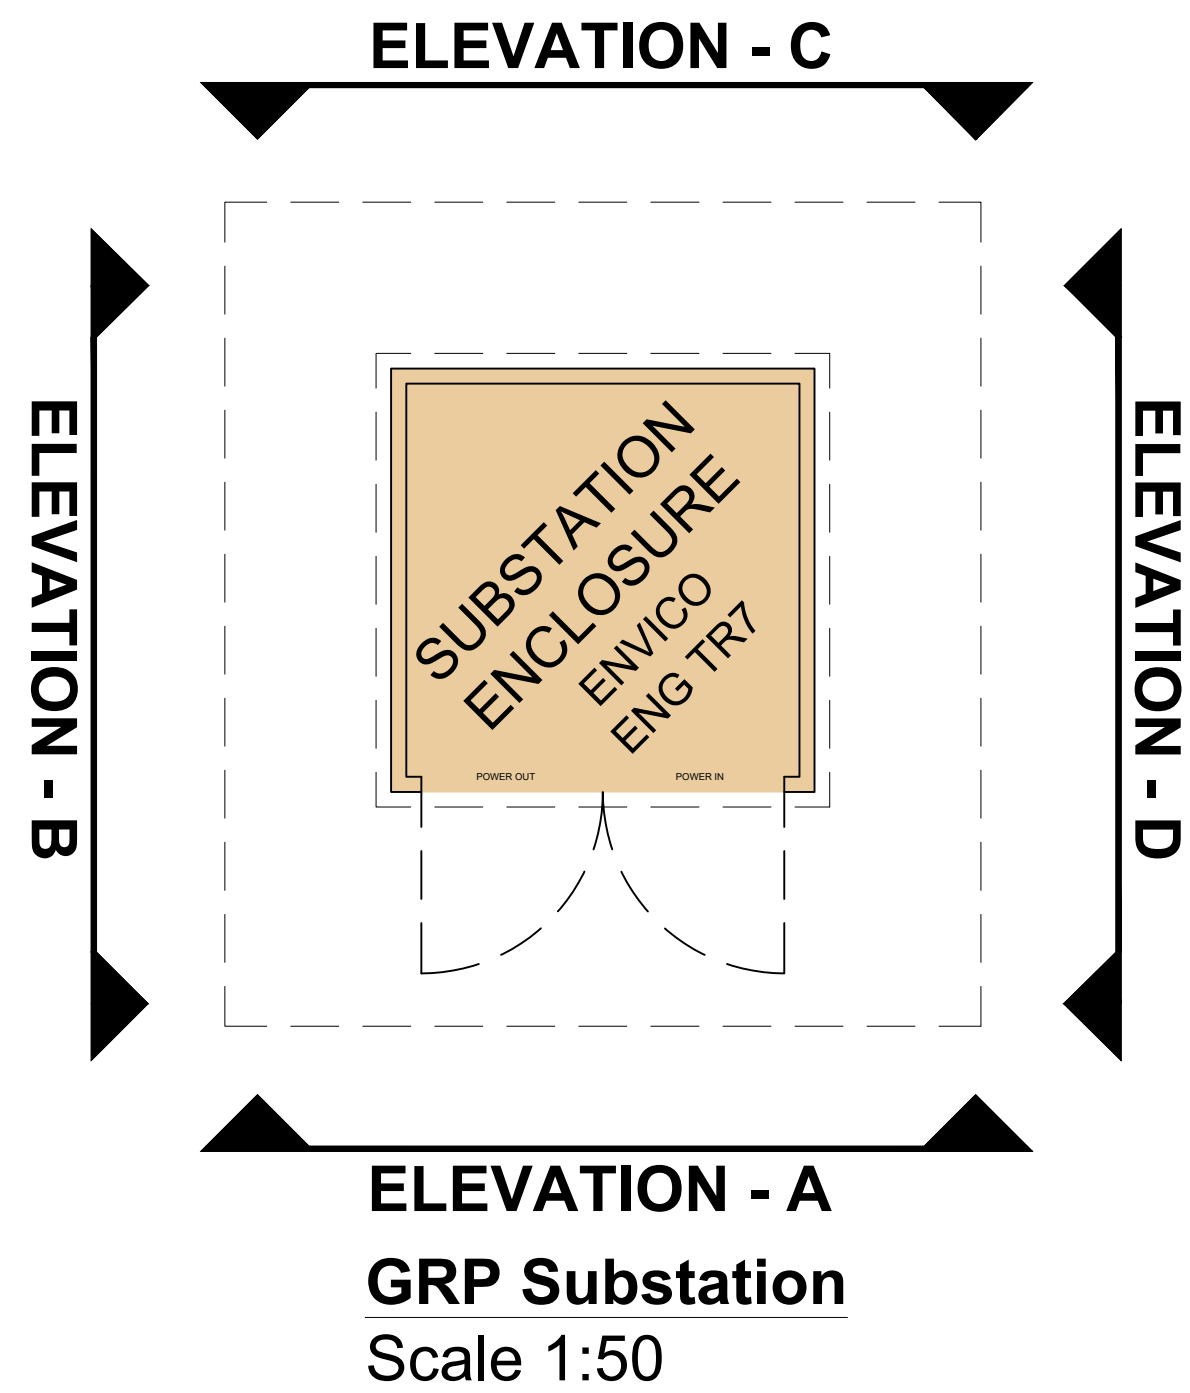 ELEVATION - C
ELEVATION - B
SUBSTATION
ENCLOSURE
ENVICO
ENG TR7
POWER OUT
POWER IN
ELEVATION - D
ELEVATION - A
GRP Substation
Scale 1:50